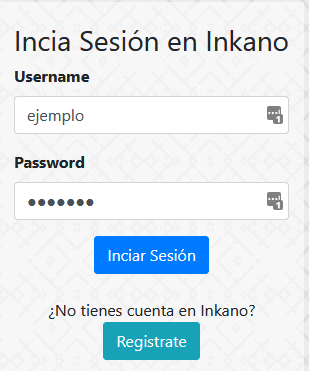 Incia Sesión en Inkano
Username
ejemplo
Password
●●●●●●●
Inciar Sesión
¿No tienes cuenta en Inkano?
Registrate